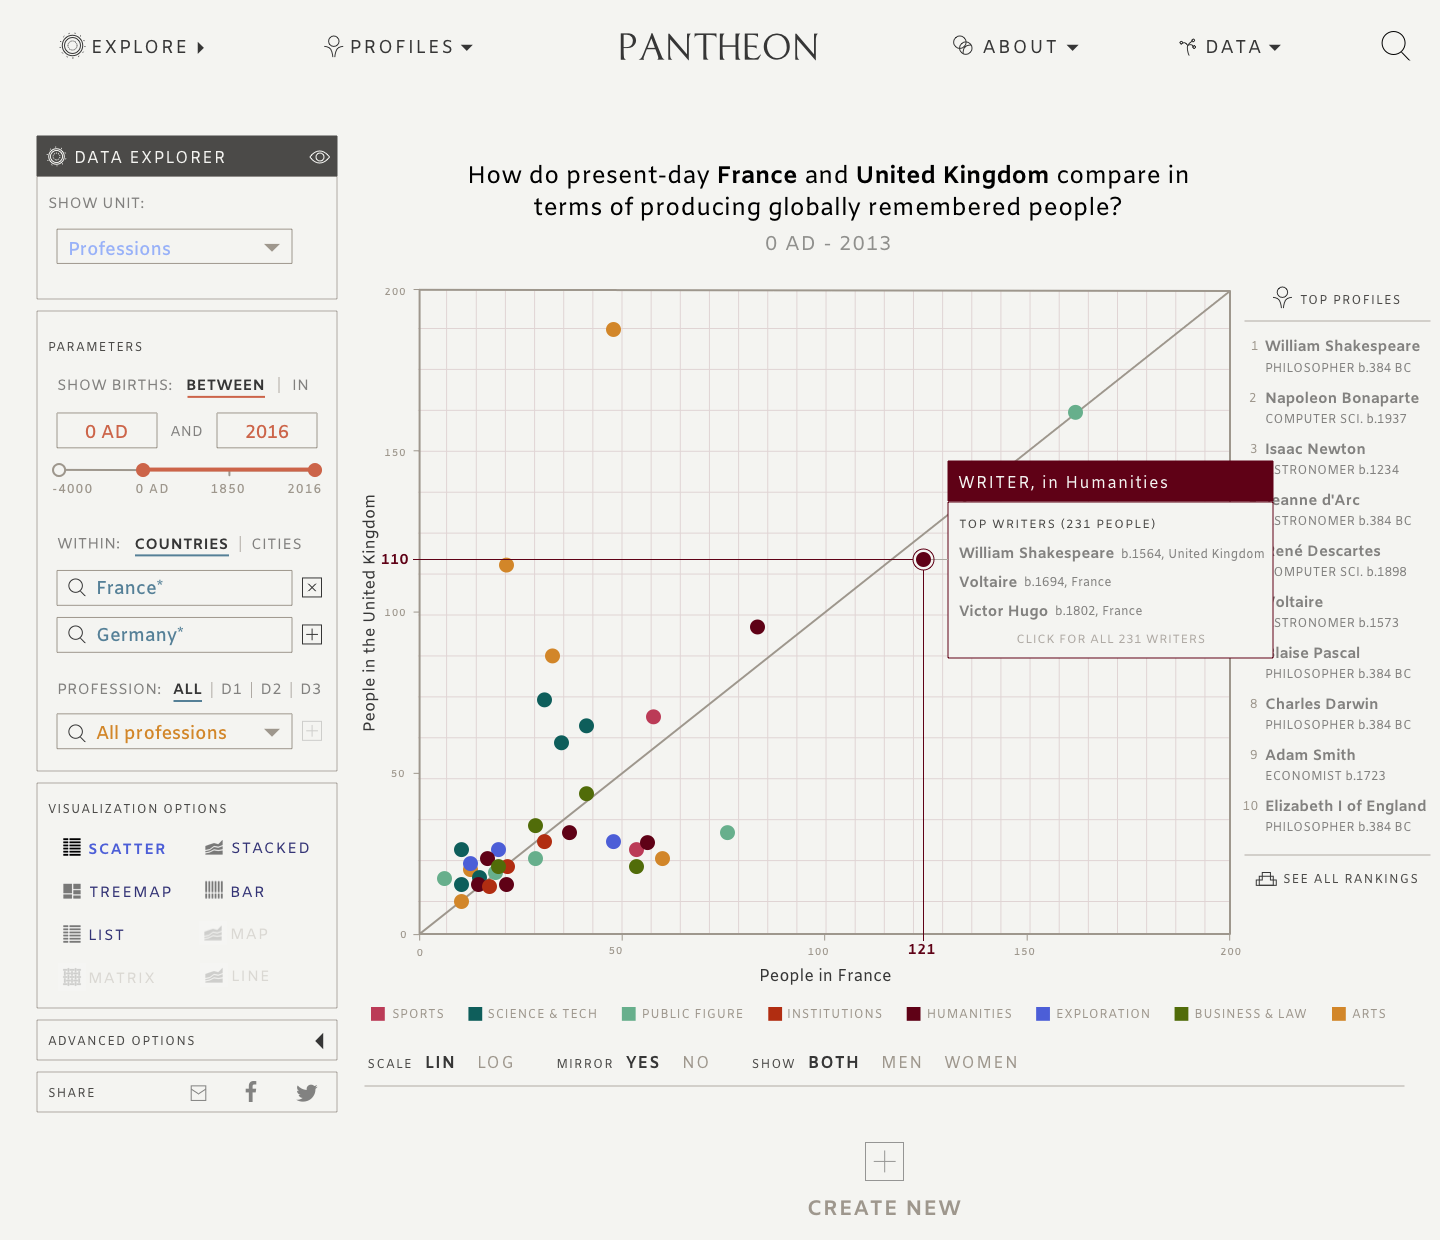 EXPLORE
PROFILES
PANTHEON
ABOUT
DATA
DATA EXPLORER
SHOW UNIT:
Professions
PARAMETERS
SHOW BIRTHS: BETWEEN | IN
0 AD AND 2016
-4000 0 AD 1850 2016
WITHIN: COUNTRIES | CITIES
France*
Germany*
PROFESSION: ALL | D1 | D2 | D3
All professions
VISUALIZATION OPTIONS
SCATTER STACKED
TREEMAP BAR
LIST MAP
MATRIX LINE
ADVANCED OPTIONS
SHARE
How do present-day France and United Kingdom compare in
terms of producing globally remembered people?
0 AD - 2013
People in the United Kingdom
200
150
110
100
50
0
0 50 100 121 150 200
People in France
WRITER, in Humanities
TOP WRITERS (231 PEOPLE)
William Shakespeare b.1564, United Kingdom
Voltaire b.1694, France
Victor Hugo b.1802, France
CLICK FOR ALL 231 WRITERS
TOP PROFILES
1 William Shakespeare
PHILOSOPHER b.384 BC
2 Napoleon Bonaparte
COMPUTER SCI. b.1937
3 Isaac Newton
STRONOMER b.1234
eanne d'Arc
STRONOMER b.384 BC
ené Descartes
OMPUTER SCI. b.1898
oltaire
STRONOMER b.1573
laise Pascal
PHILOSOPHER b.384 BC
8 Charles Darwin
PHILOSOPHER b.384 BC
9 Adam Smith
ECONOMIST b.1723
10 Elizabeth I of England
PHILOSOPHER b.384 BC
SEE ALL RANKINGS
SPORTS SCIENCE & TECH PUBLIC FIGURE INSTITUTIONS HUMANITIES EXPLORATION BUSINESS & LAW ARTS
SCALE LIN LOG MIRROR YES NO SHOW BOTH MEN WOMEN
CREATE NEW